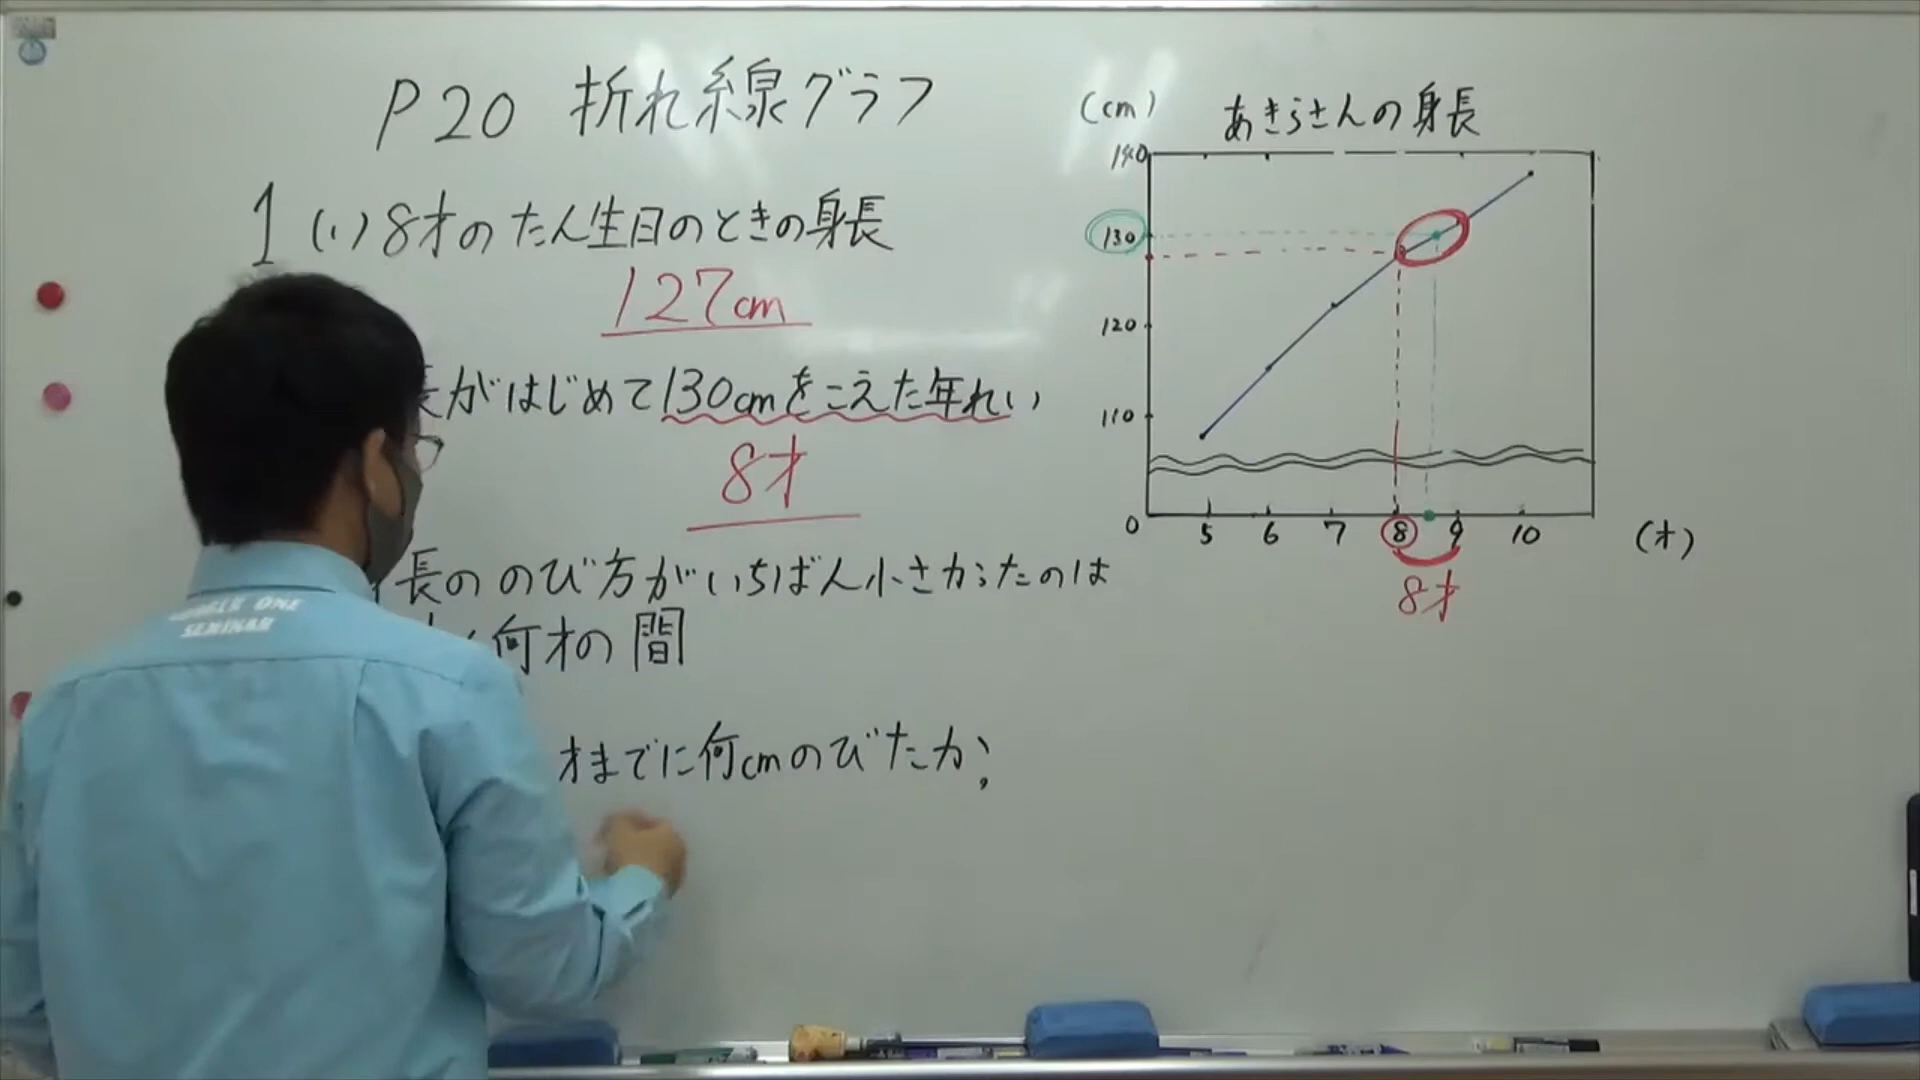 P20 折れ線グラフ
1 (1) 8才のたん生日のときの身長
127cm
長がはじめて130cmをこえた年れい
8才
長ののび方がいちばん小さかったのは
何才の間
才までに何cmのびたか?
(cm) あきらさんの身長
140
130
120
110
0 5 6 7 8 9 10 (才)
8才
SEMINAR